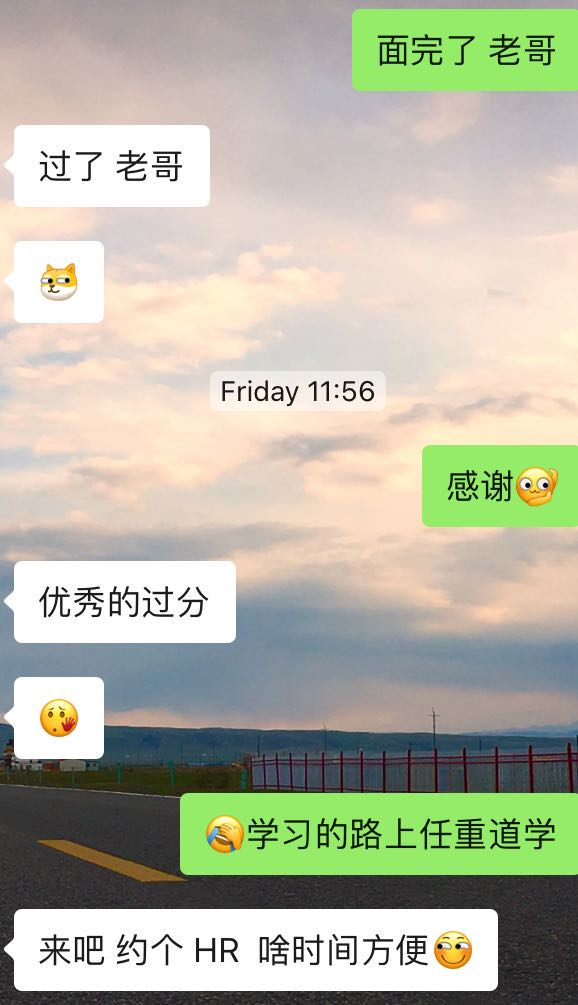 面完了 老哥
过了 老哥
Friday 11:56
感谢
优秀的过分
学习的路上任重道学
来吧 约个 HR 啥时间方便